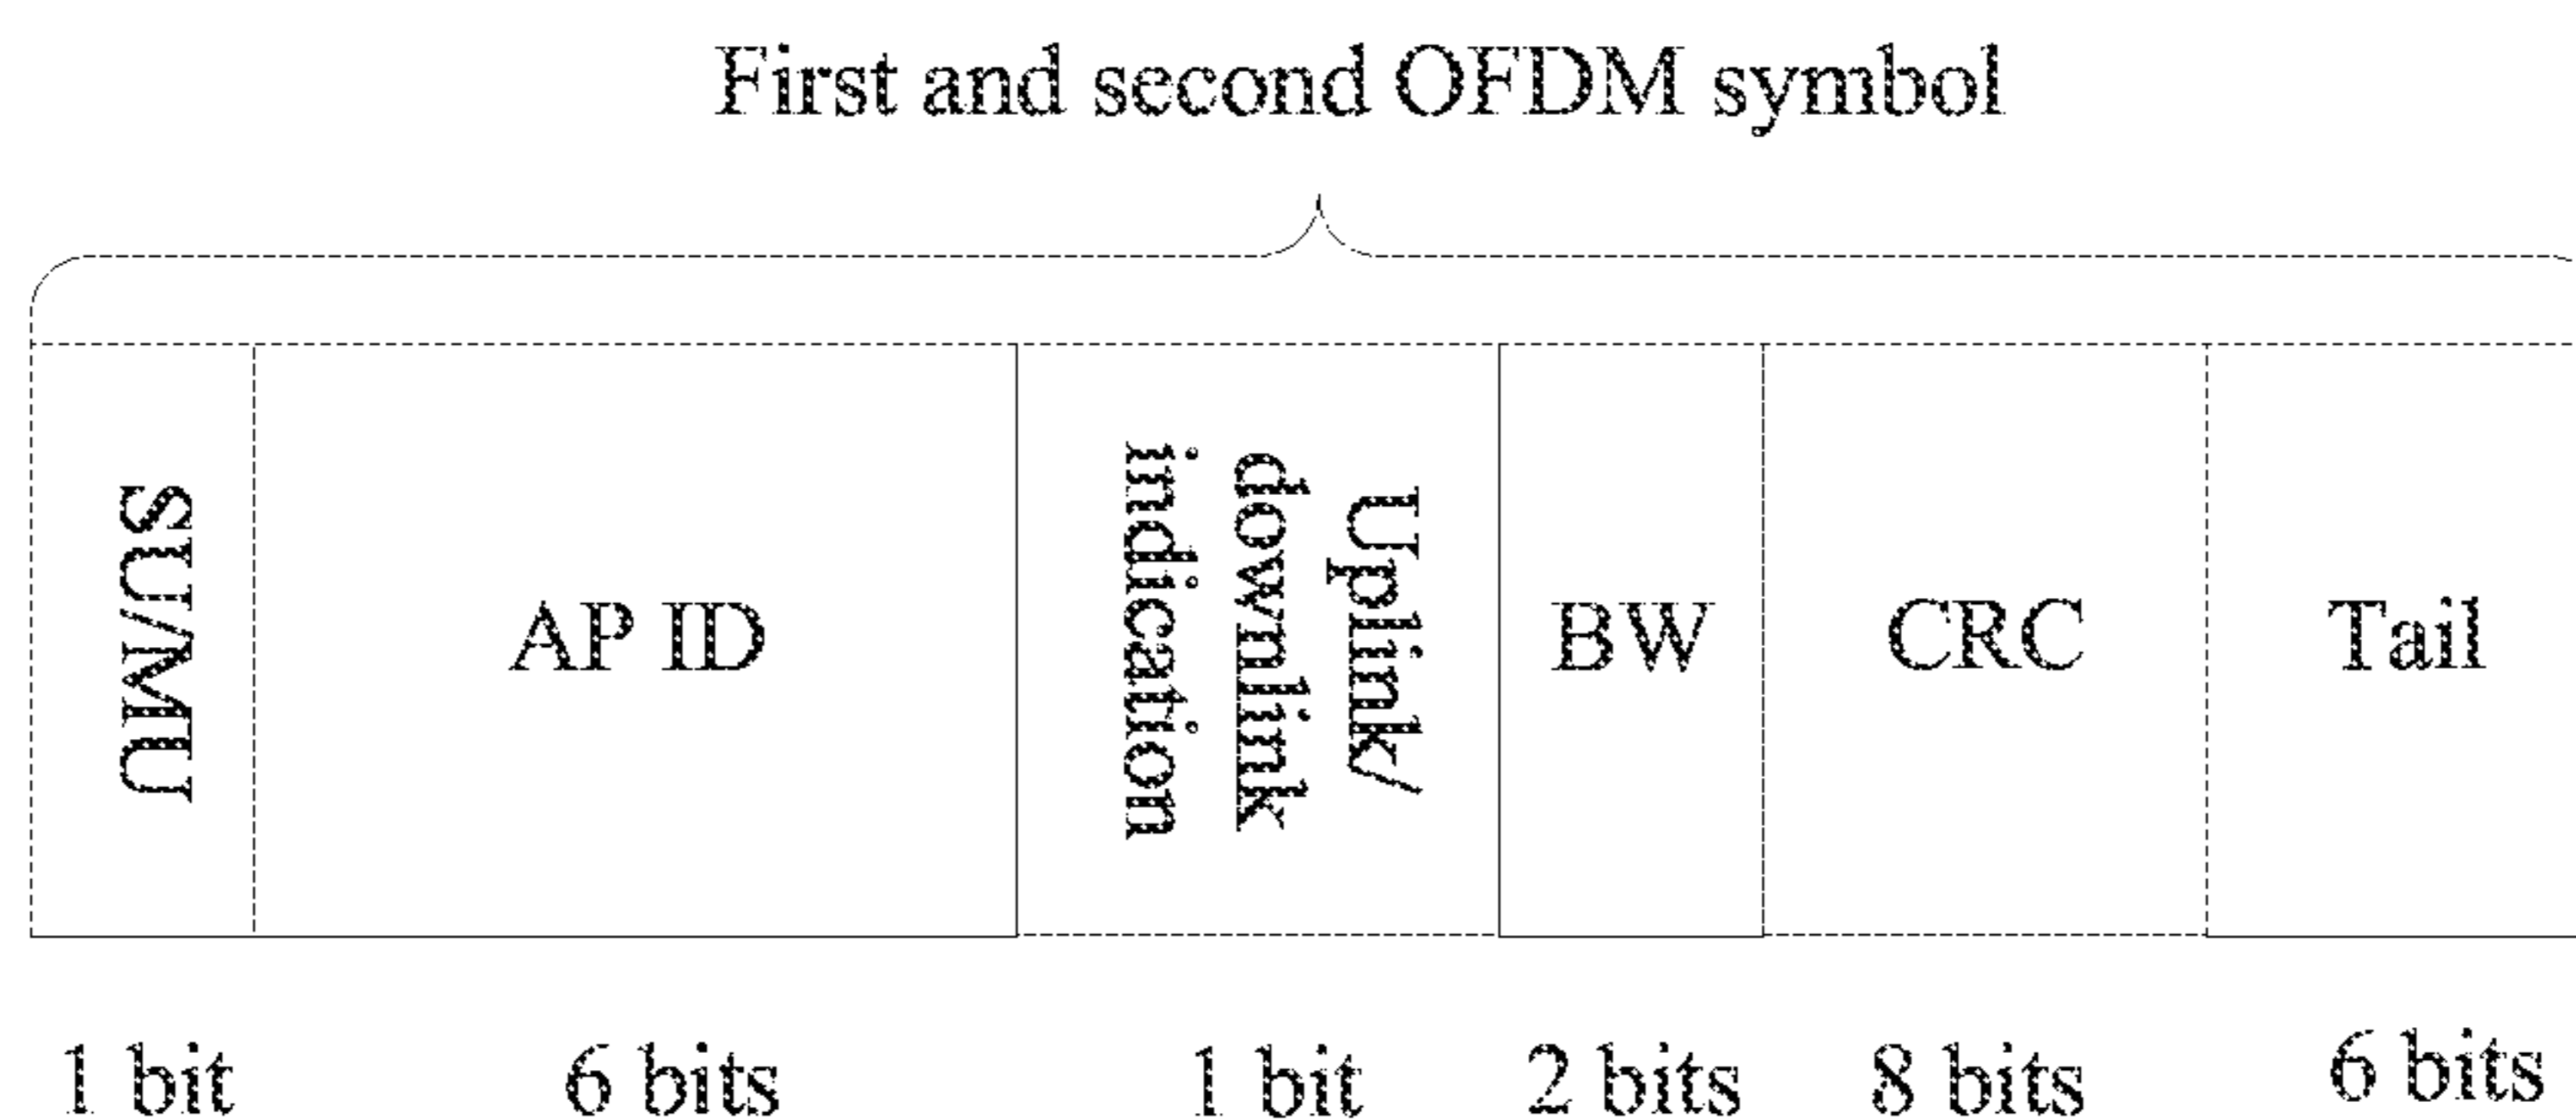 First and second OFDM symbol
SU/MU
AP ID
Uplink/
downlink
indication
BW
CRC
Tail
1 bit
6 bits
1 bit
2 bits
8 bits
6 bits